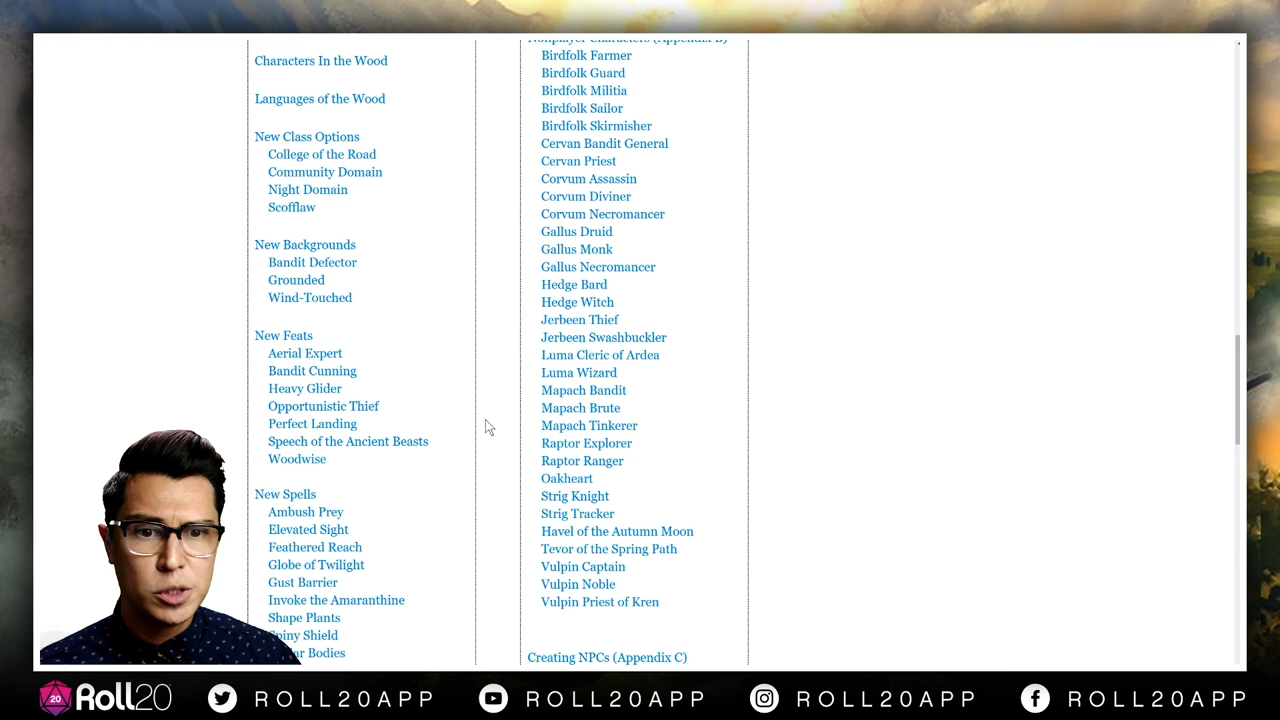 Characters In the Wood
Languages of the Wood
New Class Options
College of the Road
Community Domain
Night Domain
Scofflaw
New Backgrounds
Bandit Defector
Grounded
Wind-Touched
New Feats
Aerial Expert
Bandit Cunning
Heavy Glider
Opportunistic Thief
Perfect Landing
Speech of the Ancient Beasts
Woodwise
New Spells
Ambush Prey
Elevated Sight
Feathered Reach
Globe of Twilight
Gust Barrier
Invoke the Amaranthine
Shape Plants
Spiny Shield
Bodies
Nonplayer Characters (Appendix B)
Birdfolk Farmer
Birdfolk Guard
Birdfolk Militia
Birdfolk Sailor
Birdfolk Skirmisher
Cervan Bandit General
Cervan Priest
Corvum Assassin
Corvum Diviner
Corvum Necromancer
Gallus Druid
Gallus Monk
Gallus Necromancer
Hedge Bard
Hedge Witch
Jerbeen Thief
Jerbeen Swashbuckler
Luma Cleric of Ardea
Luma Wizard
Mapach Bandit
Mapach Brute
Mapach Tinkerer
Raptor Explorer
Raptor Ranger
Oakheart
Strig Knight
Strig Tracker
Havel of the Autumn Moon
Tevor of the Spring Path
Vulpin Captain
Vulpin Noble
Vulpin Priest of Kren
Creating NPCs (Appendix C)
20 Roll20 ROLL20APP ROLL20APP ROLL20APP ROLL20APP